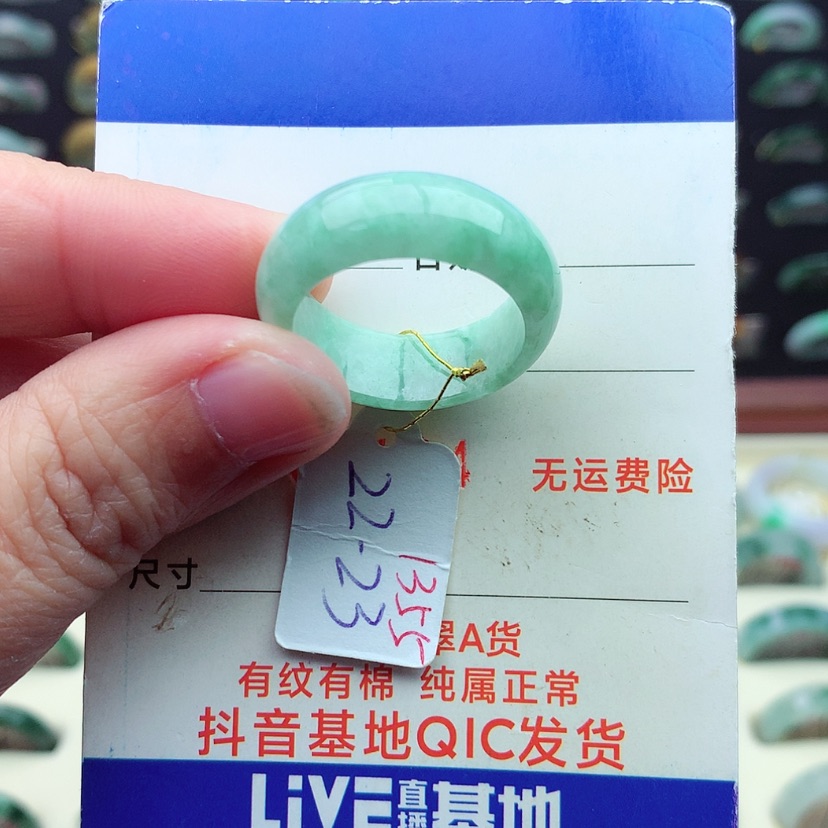 无运费险
22-23
1355
尺寸
翠A货
有纹有棉 纯属正常
抖音基地QIC发货
LiVE直播基地